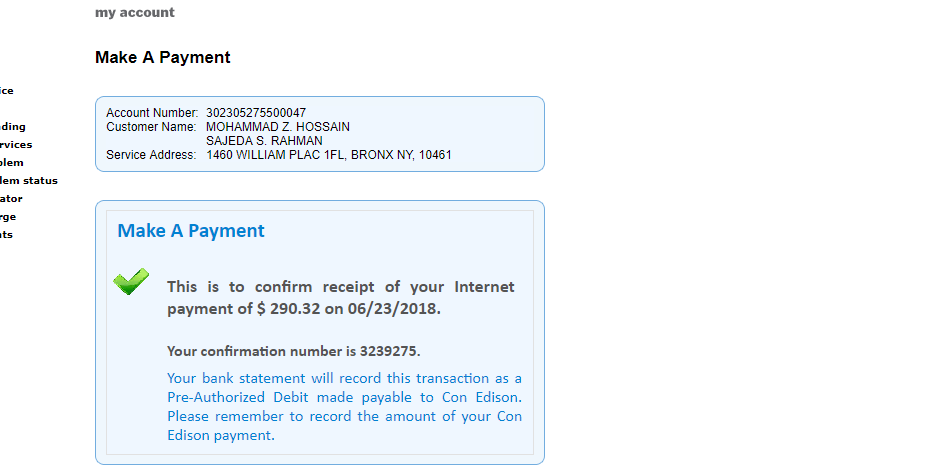 my account
Make A Payment
ice
Account Number: 302305275500047
ding
Customer Name: MOHAMMAD Z. HOSSAIN
rvices
SAJEDA S. RAHMAN
blem
Service Address: 1460 WILLIAM PLAC 1FL, BRONX NY, 10461
lem status
ator
rge
Make A Payment
nts
This is to confirm receipt of your Internet
payment of $ 290.32 on 06/23/2018.
Your confirmation number is 3239275.
Your bank statement will record this transaction as a
Pre-Authorized Debit made payable to Con Edison.
Please remember to record the amount of your Con
Edison payment.